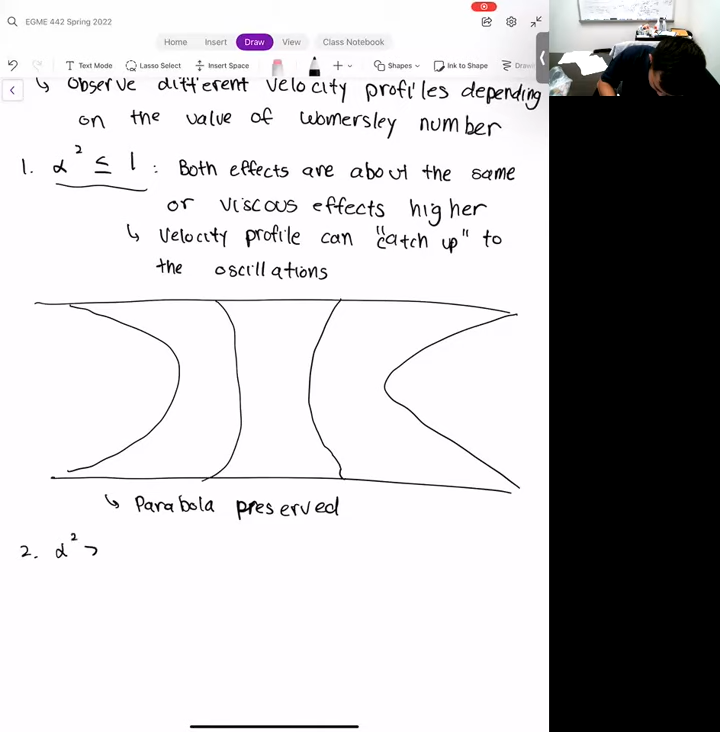 EGME 442 Spring 2022
Home Insert Draw View Class Notebook
Text Mode Lasso Select Insert Space Shapes Ink to Shape Draw
↳ Observe different velocity profiles depending
on the value of Womersley number
1. α² ≤ 1 : Both effects are about the same
or viscous effects higher
↳ velocity profile can "catch up" to
the oscillations
↳ Parabola preserved
2. α² >